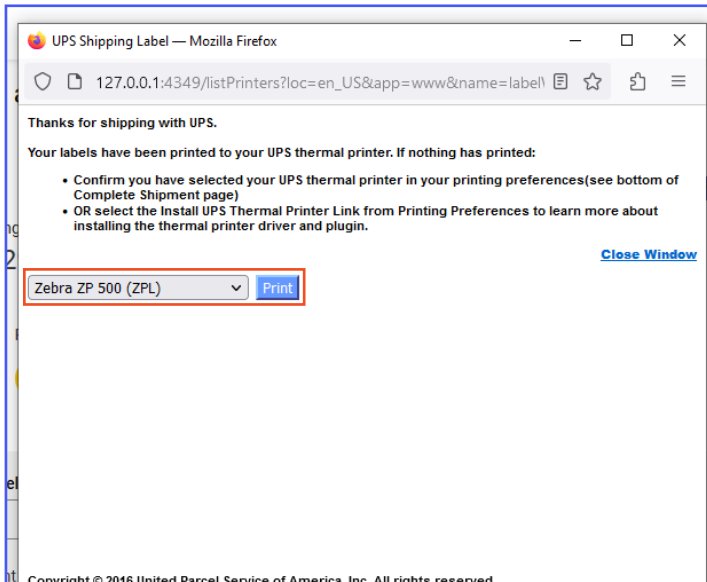 UPS Shipping Label — Mozilla Firefox
127.0.0.1:4349/listPrinters?loc=en_US&app=www&name=label
Thanks for shipping with UPS.
Your labels have been printed to your UPS thermal printer. If nothing has printed:
• Confirm you have selected your UPS thermal printer in your printing preferences(see bottom of
Complete Shipment page)
• OR select the Install UPS Thermal Printer Link from Printing Preferences to learn more about
installing the thermal printer driver and plugin.
Close Window
Zebra ZP 500 (ZPL)
Print
Copyright © 2016 United Parcel Service of America, Inc. All rights reserved.